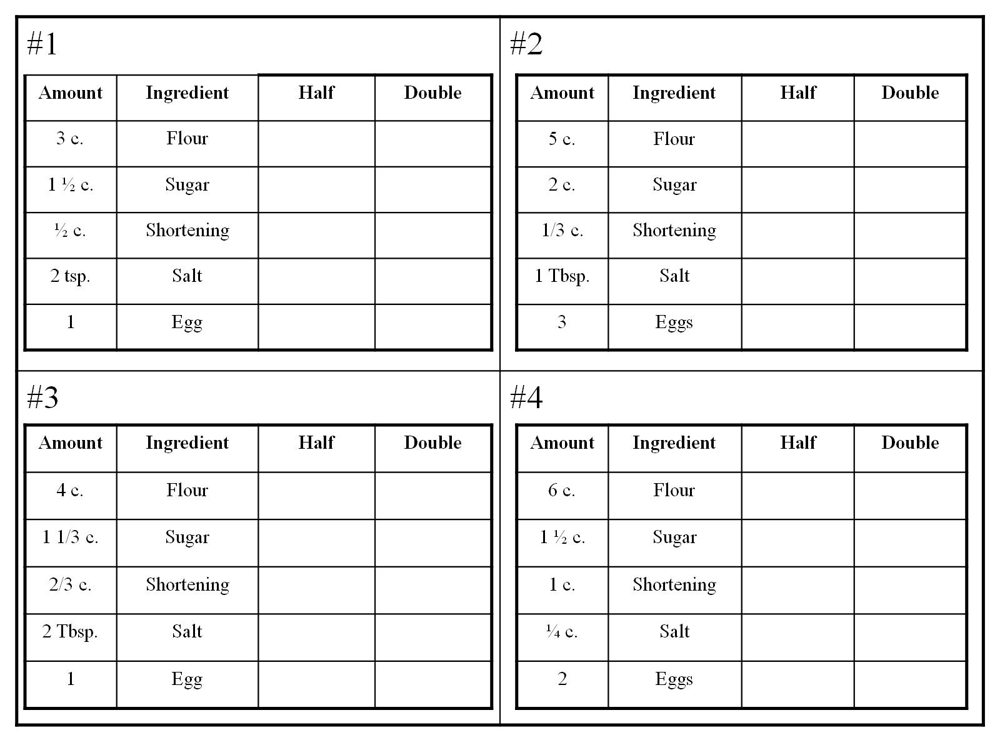 #1
Amount Ingredient Half Double
3 c. Flour
1 ½ c. Sugar
½ c. Shortening
2 tsp. Salt
1 Egg
#2
Amount Ingredient Half Double
5 c. Flour
2 c. Sugar
1/3 c. Shortening
1 Tbsp. Salt
3 Eggs
#3
Amount Ingredient Half Double
4 c. Flour
1 1/3 c. Sugar
2/3 c. Shortening
2 Tbsp. Salt
1 Egg
#4
Amount Ingredient Half Double
6 c. Flour
1 ½ c. Sugar
1 c. Shortening
¼ c. Salt
2 Eggs